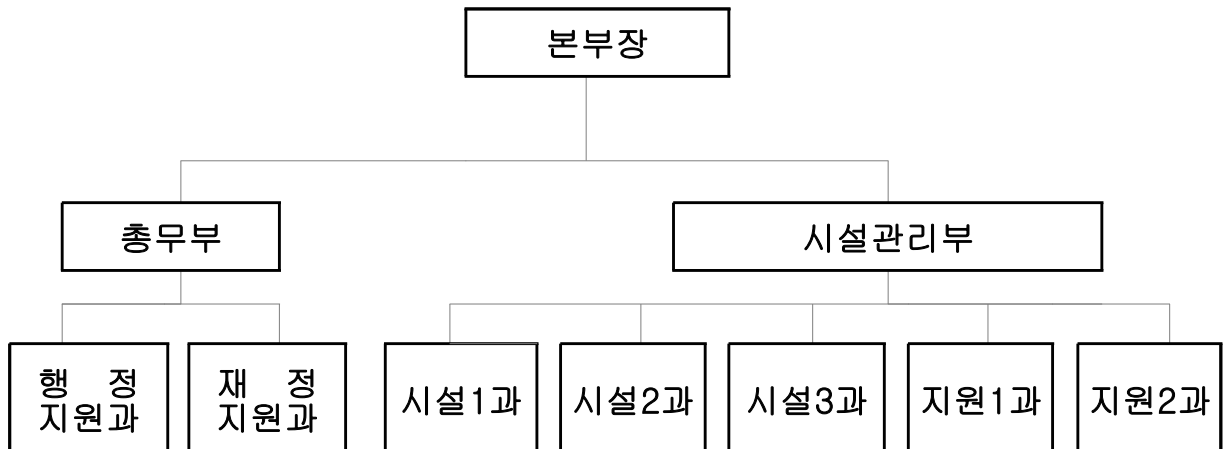 본부장
총무부
시설관리부
행 정
지원과
재 정
지원과
시설1과
시설2과
시설3과
지원1과
지원2과